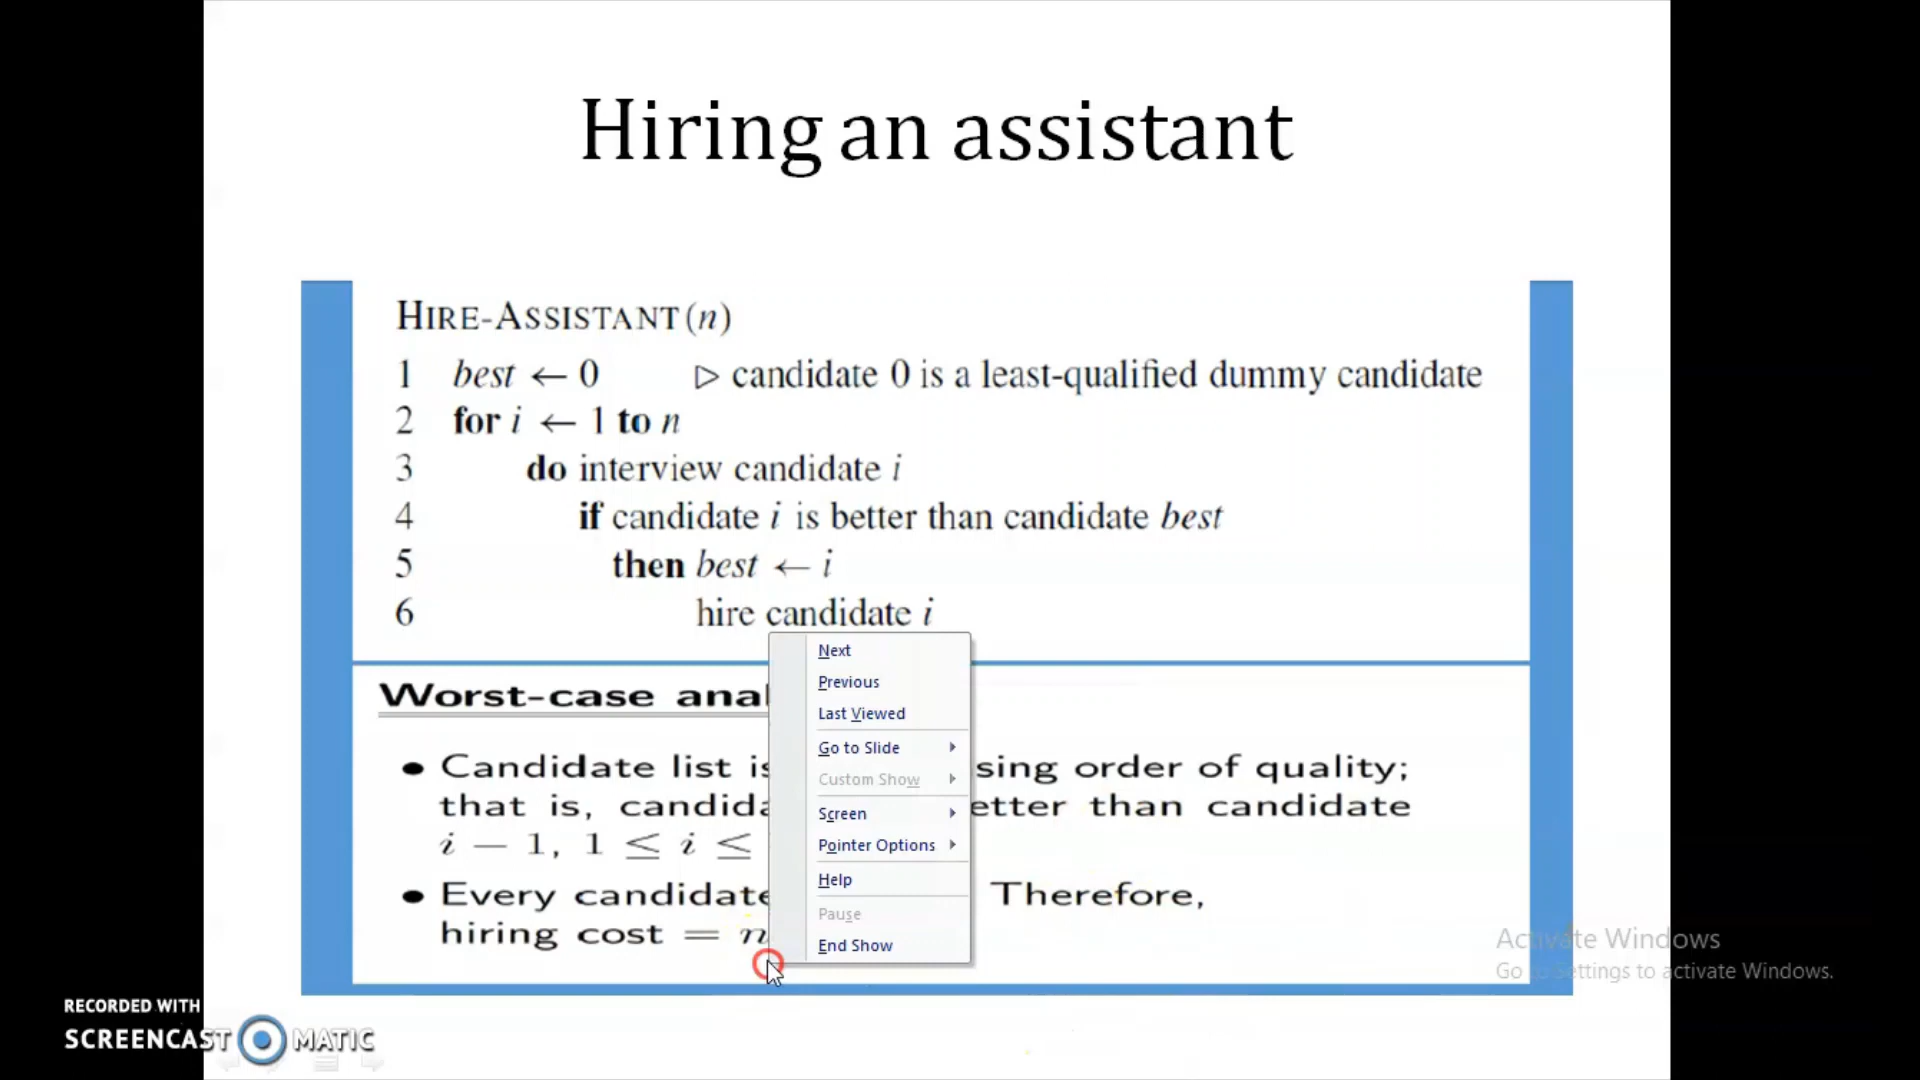 Hiring an assistant
HIRE-ASSISTANT(n)
1 best ← 0 ▷ candidate 0 is a least-qualified dummy candidate
2 for i ← 1 to n
3 do interview candidate i
4 if candidate i is better than candidate best
5 then best ← i
6 hire candidate i
Next
Previous
Last Viewed
Go to Slide
Custom Show
Screen
Pointer Options
Help
Pause
End Show
Worst-case
Candidate list order of quality;
that is, than candidate
i − 1, 1 ≤ i ≤
Every candidate Therefore,
hiring cost = n
Activate Windows
Go to Settings to activate Windows.
RECORDED WITH
SCREENCAST MATIC